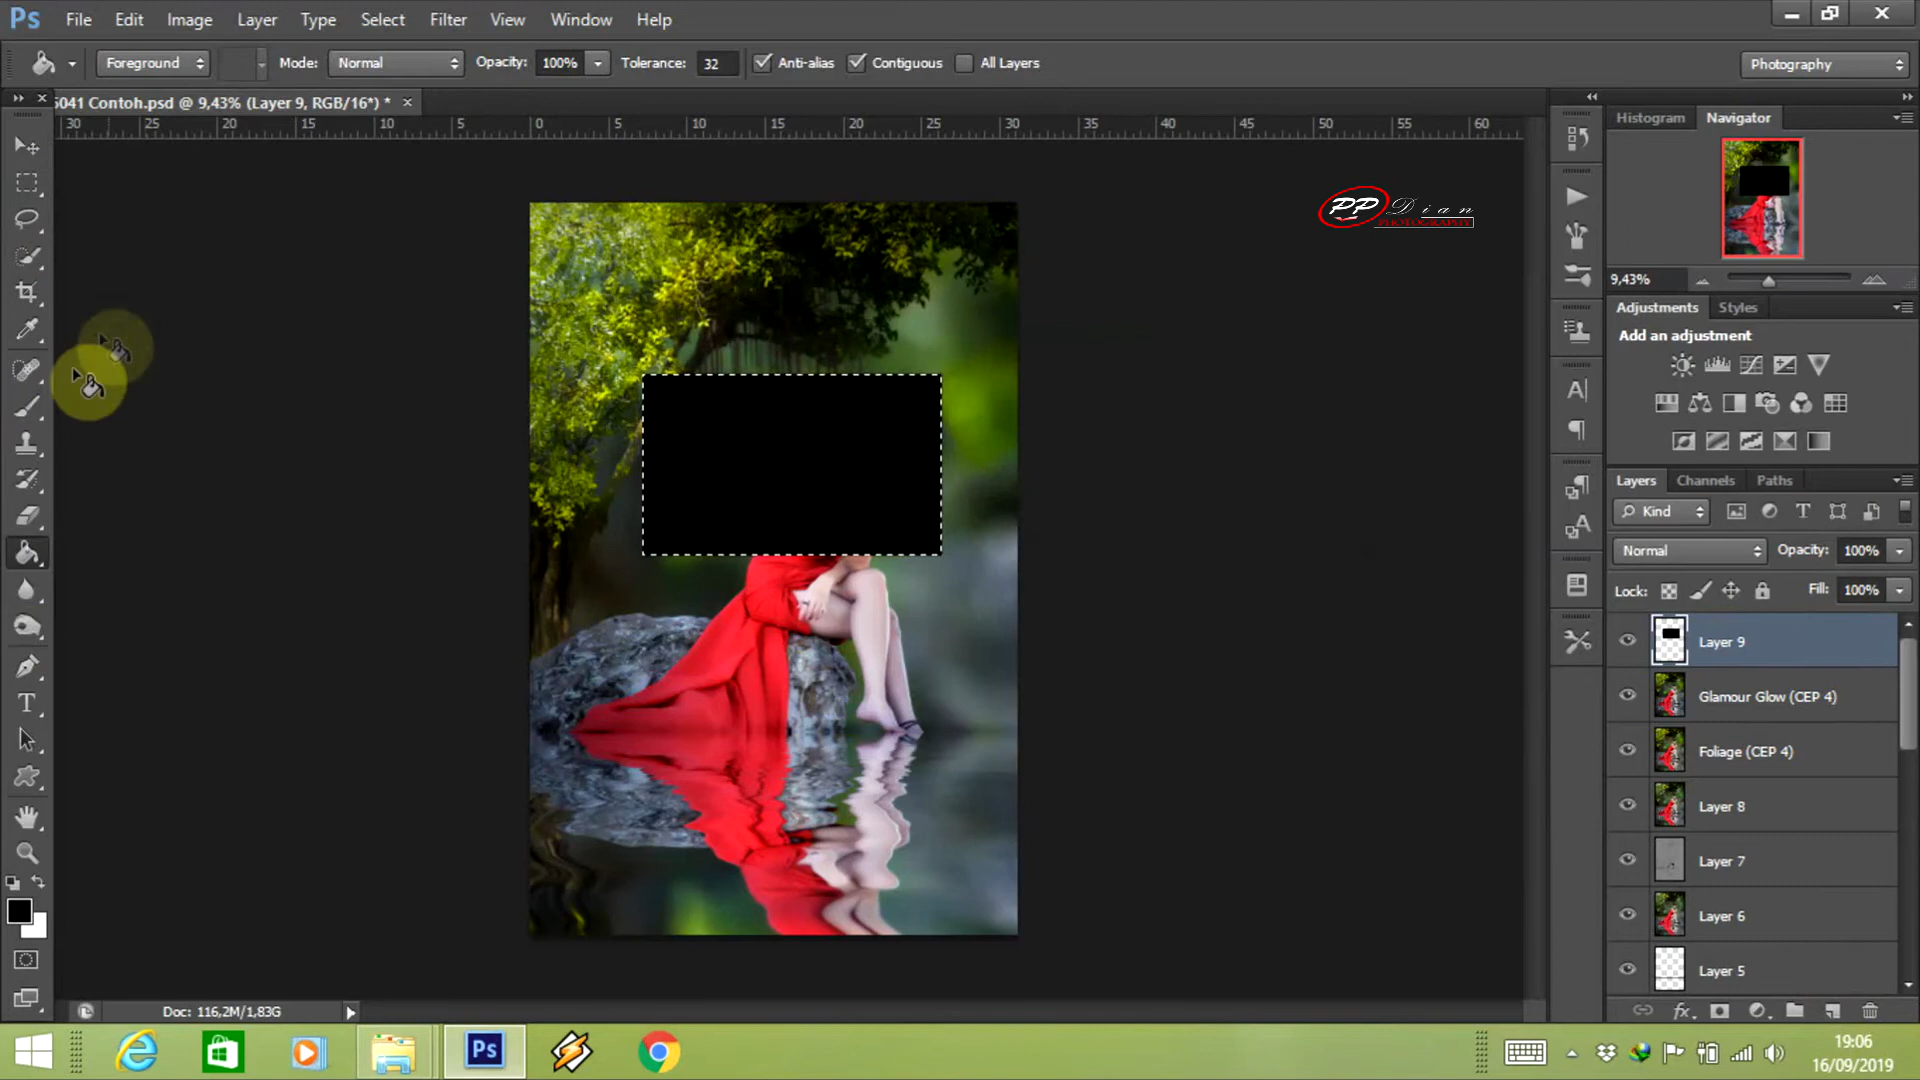 Ps File Edit Image Layer Type Select Filter View Window Help
Foreground Mode: Normal Opacity: 100% Tolerance: 32 Anti-alias Contiguous All Layers Photography
5041 Contoh.psd @ 9,43% (Layer 9, RGB/16*) * ×
30 25 20 15 10 5 0 5 10 15 20 25 30 35 40 45 50 55 60
Histogram Navigator
PP Dian
PHOTOGRAPHY
9,43%
Adjustments Styles
Add an adjustment
Layers Channels Paths
Kind
Normal Opacity: 100%
Lock: Fill: 100%
Layer 9
Glamour Glow (CEP 4)
Foliage (CEP 4)
Layer 8
Layer 7
Layer 6
Layer 5
Doc: 116,2M/1,83G
Ps
19:06
16/09/2019